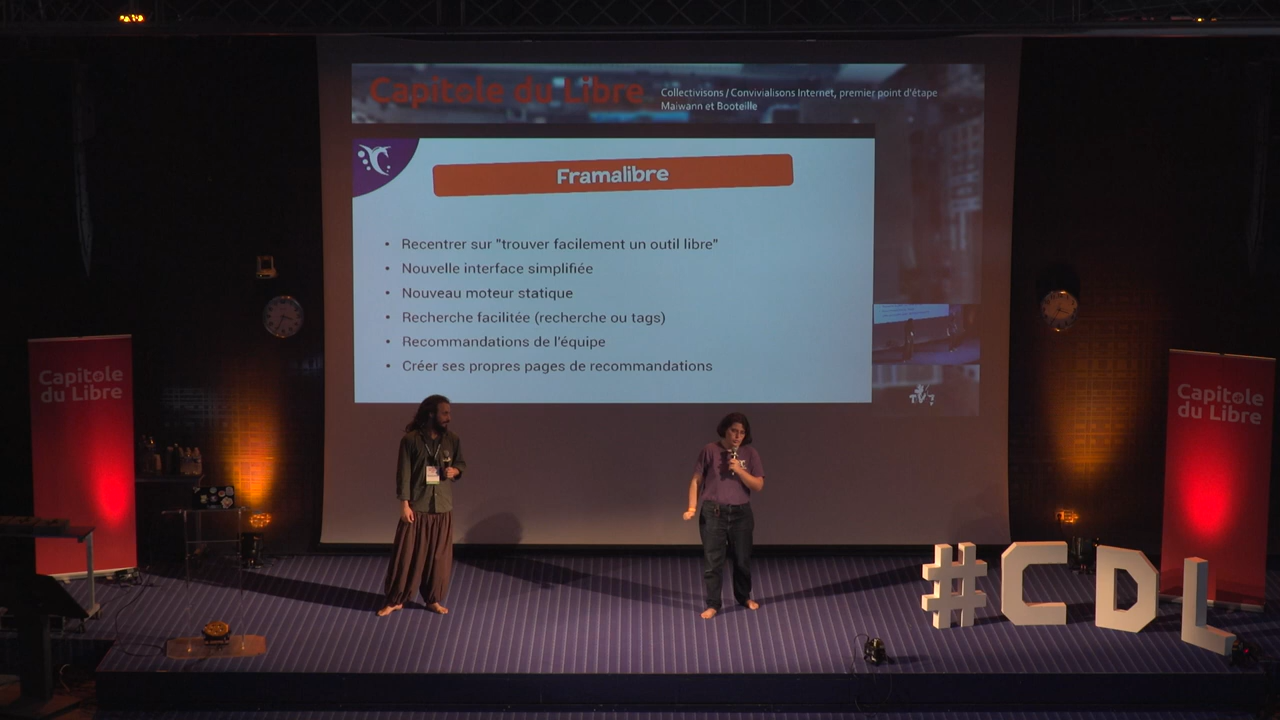 Capitole du Libre
Collectivisons / Convivialisons Internet, premier point d'étape
Maiwann et Booteille
Framalibre
• Recentrer sur "trouver facilement un outil libre"
• Nouvelle interface simplifiée
• Nouveau moteur statique
• Recherche facilitée (recherche ou tags)
• Recommandations de l'équipe
• Créer ses propres pages de recommandations
Capitole
du Libre
Capitole
du Libre
#CDL